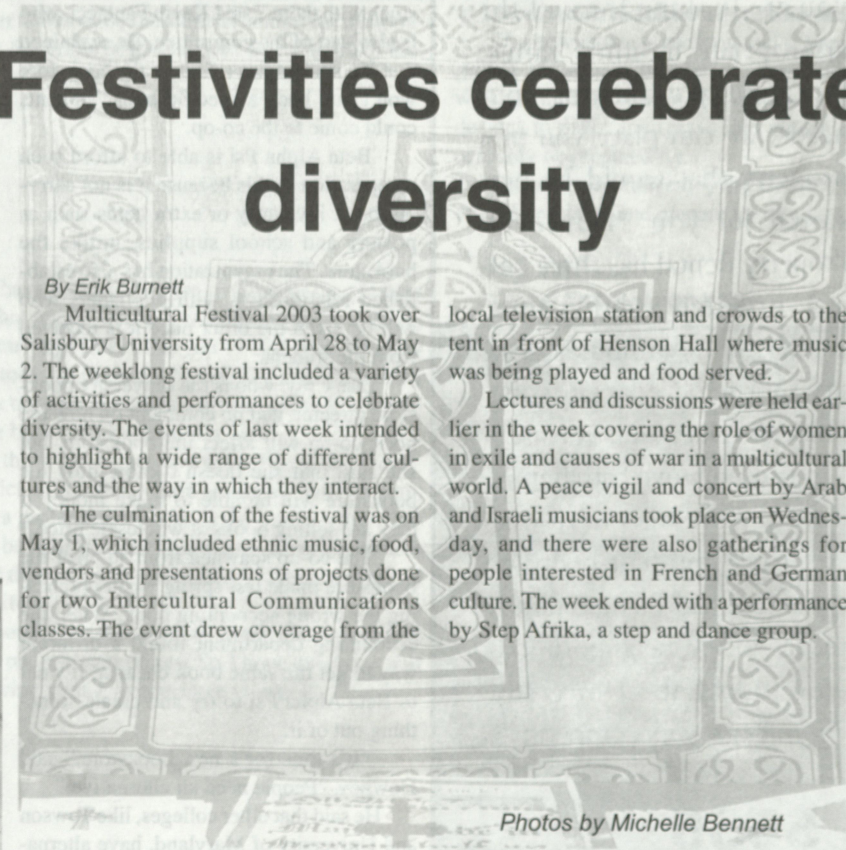 Festivities celebrate
diversity
By Erik Burnett
Multicultural Festival 2003 took over
Salisbury University from April 28 to May
2. The weeklong festival included a variety
of activities and performances to celebrate
diversity. The events of last week intended
to highlight a wide range of different cul-
tures and the way in which they interact.
The culmination of the festival was on
May 1, which included ethnic music, food,
vendors and presentations of projects done
for two Intercultural Communications
classes. The event drew coverage from the
local television station and crowds to the
tent in front of Henson Hall where music
was being played and food served.
Lectures and discussions were held ear-
lier in the week covering the role of women
in exile and causes of war in a multicultural
world. A peace vigil and concert by Arab
and Israeli musicians took place on Wednes-
day, and there were also gatherings for
people interested in French and German
culture. The week ended with a performance
by Step Afrika, a step and dance group.
Photos by Michelle Bennett